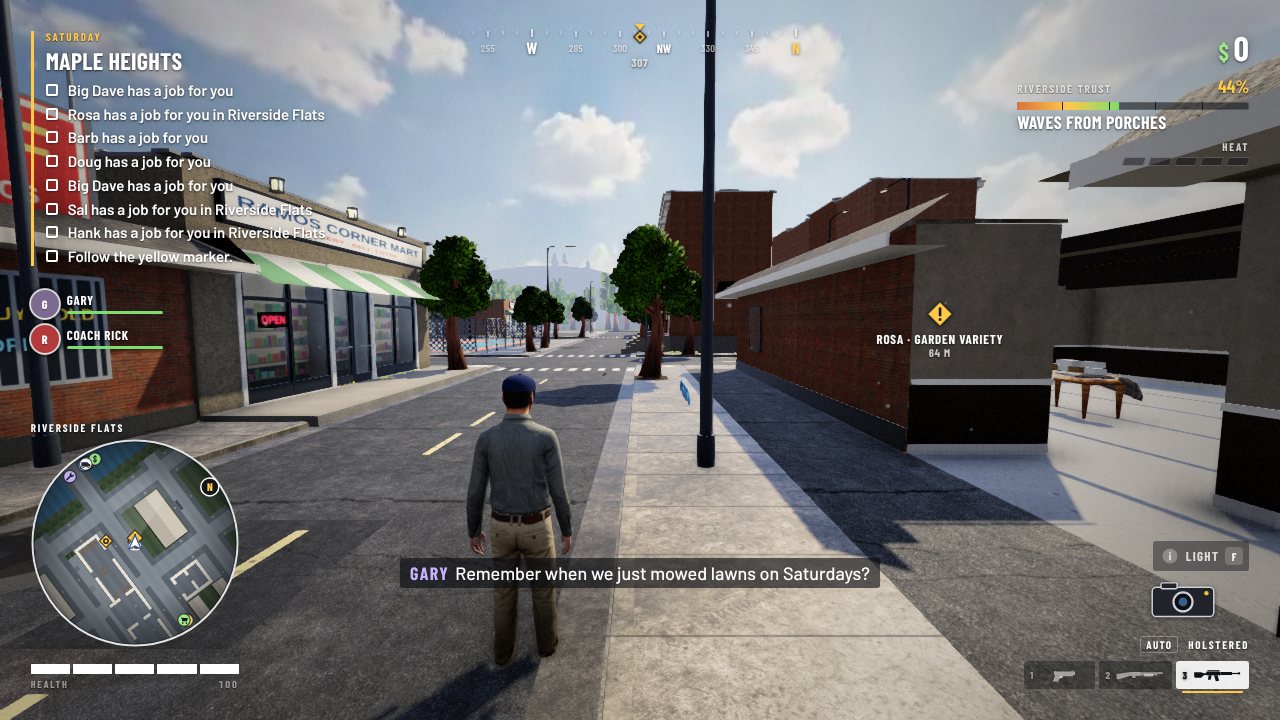 SATURDAY
MAPLE HEIGHTS
Big Dave has a job for you
Rosa has a job for you in Riverside Flats
Barb has a job for you
Doug has a job for you
Big Dave has a job for you
Sal has a job for you in Riverside Flats
Hank has a job for you in Riverside Flats
Follow the yellow marker.
G GARY
R COACH RICK
255 W 285 300 NW 330 345 N
307
$ 0
RIVERSIDE TRUST 44%
WAVES FROM PORCHES
HEAT
CORNER MART
OPEN
ROSA · GARDEN VARIETY
64 M
RIVERSIDE FLATS
N
GARY Remember when we just mowed lawns on Saturdays?
i LIGHT F
AUTO HOLSTERED
1 2 3
HEALTH 100